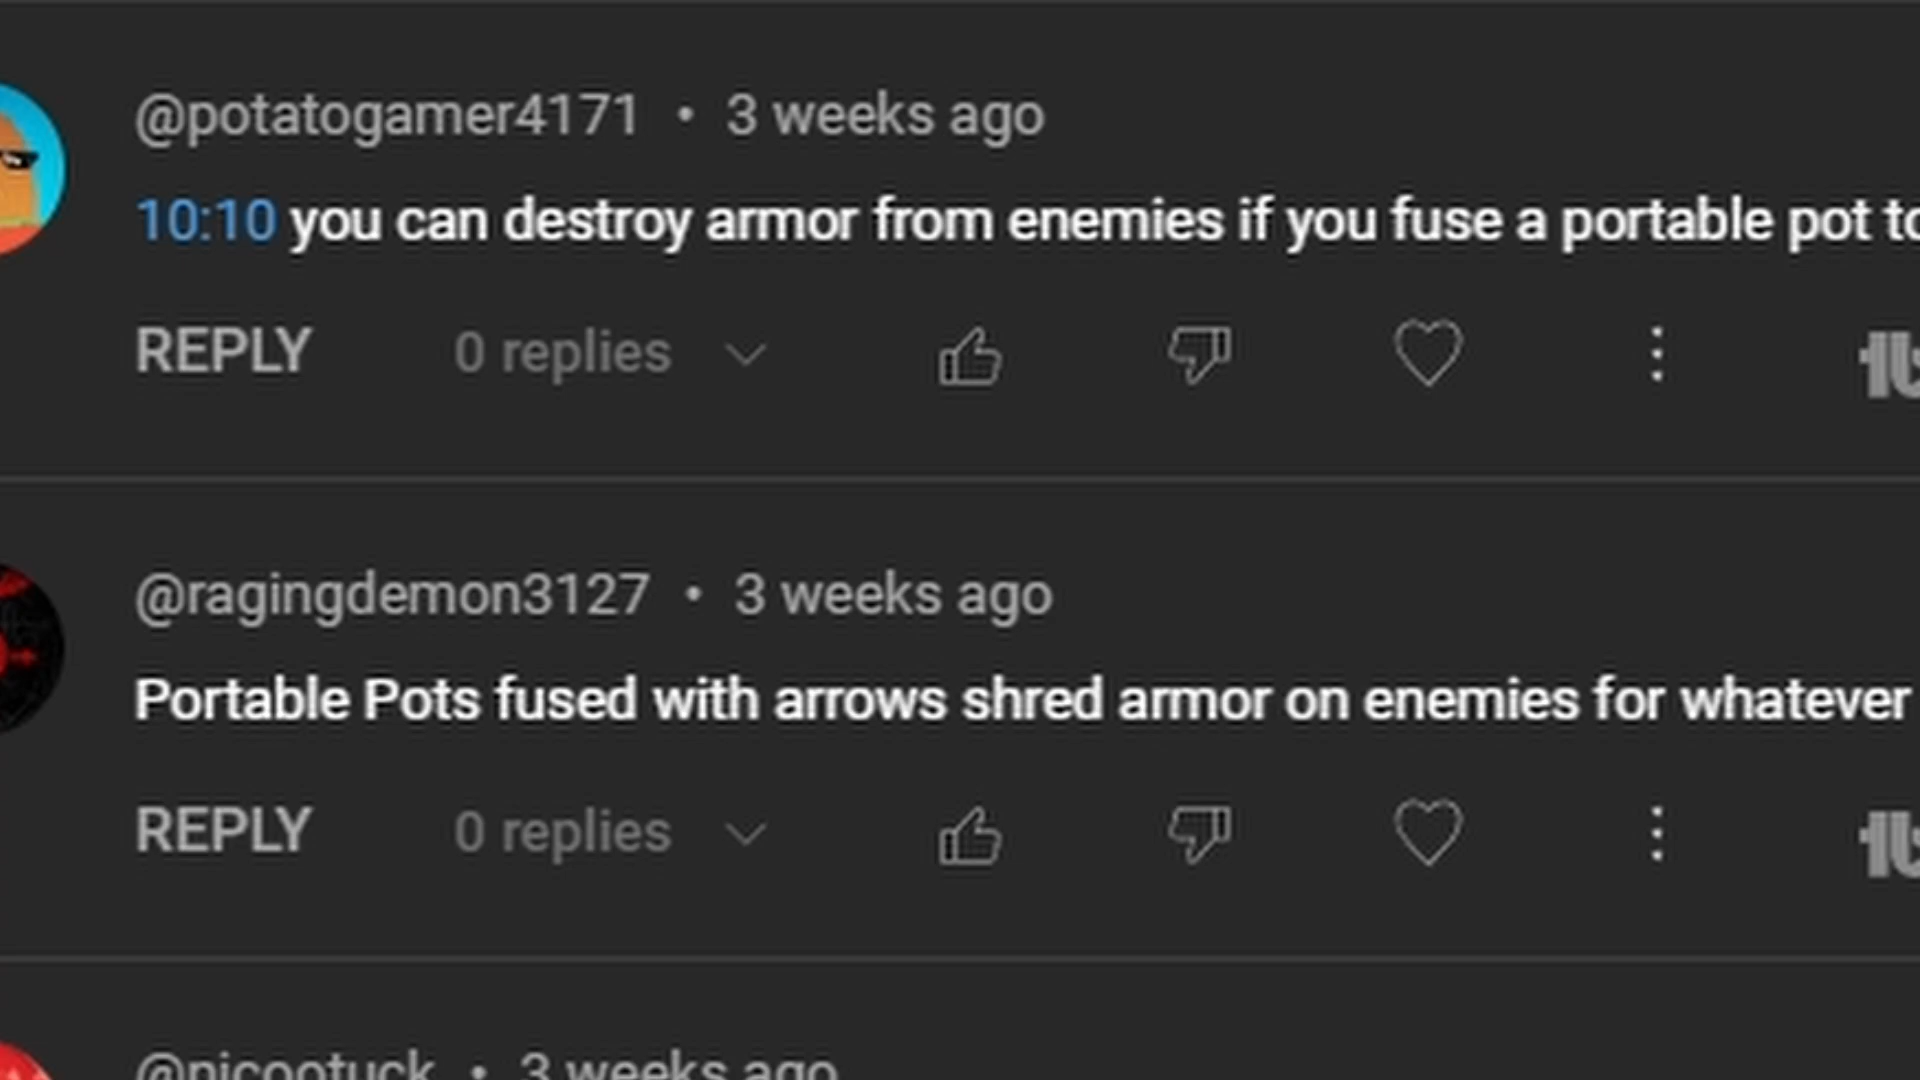 @potatogamer4171 • 3 weeks ago
10:10 you can destroy armor from enemies if you fuse a portable pot to
REPLY 0 replies
@ragingdemon3127 • 3 weeks ago
Portable Pots fused with arrows shred armor on enemies for whatever
REPLY 0 replies
@nicootuck • 3 weeks ago